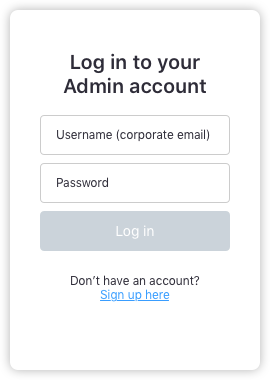 Log in to your
Admin account
Username (corporate email)
Password
Log in
Don’t have an account?
Sign up here